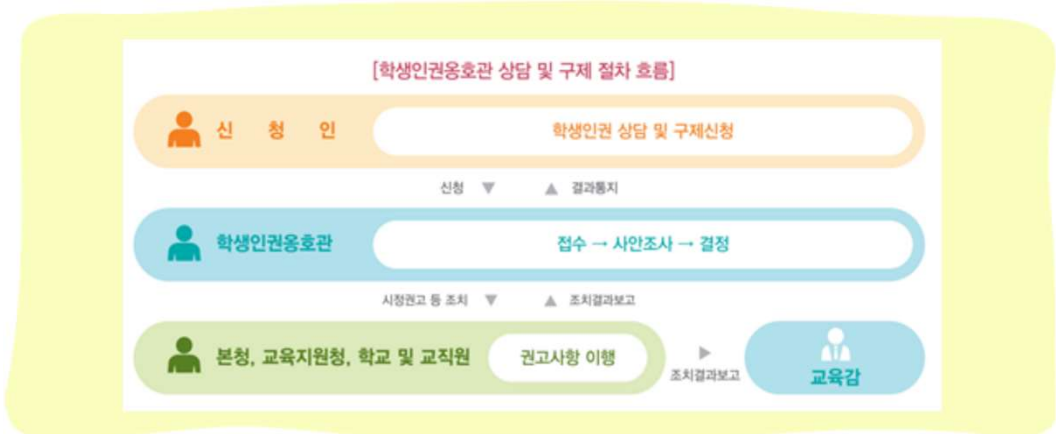 [학생인권옹호관 상담 및 구제 절차 흐름]
신 청 인 학생인권 상담 및 구제신청
신청 ▼ ▲ 결과통지
학생인권옹호관 접수 → 사안조사 → 결정
시정권고 등 조치 ▼ ▲ 조치결과보고
본청, 교육지원청, 학교 및 교직원 권고사항 이행 ▶ 조치결과보고 교육감